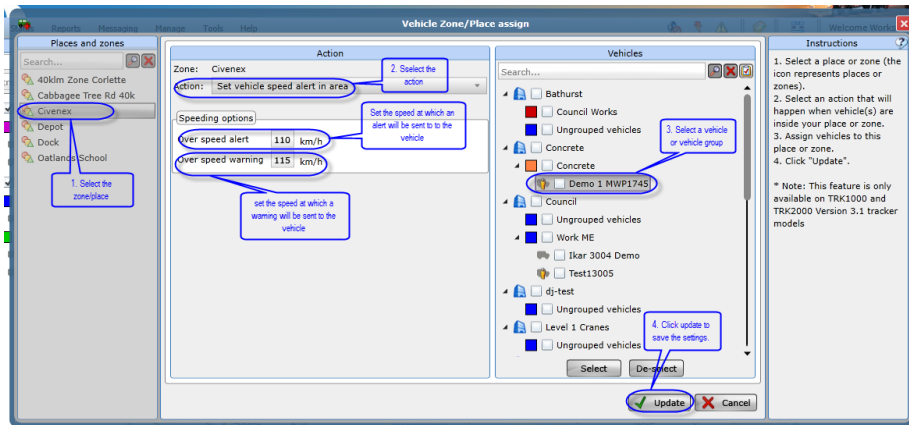 Reports Messaging Manage Tools Help
Vehicle Zone/Place assign
Welcome Works
Places and zones
Search...
40klm Zone Corlette
Cabbagee Tree Rd 40k
Civenex
Depot
Dock
Oatlands School
1. Select the
zone/place
Action
Zone: Civenex
Action: Set vehicle speed alert in area
2. Sselect the
action
Speeding options
Over speed alert 110 km/h
Over speed warning 115 km/h
Set the speed at which an
alert will be sent to to the
vehicle
set the speed at which a
warning will be sent to the
vehicle
Vehicles
Search...
Bathurst
Council Works
Ungrouped vehicles
Concrete
Concrete
Demo 1 MWP1745
Council
Ungrouped vehicles
Work ME
Ikar 3004 Demo
Test13005
dj-test
Ungrouped vehicles
Level 1 Cranes
Ungrouped vehicles
3. Select a vehicle
or vehicle group
4. Click update to
save the settings.
Select De-select
Update Cancel
Instructions
1. Select a place or zone (the
icon represents places or
zones).
2. Select an action that will
happen when vehicle(s) are
inside your place or zone.
3. Assign vehicles to this
place or zone.
4. Click "Update".
* Note: This feature is only
available on TRK1000 and
TRK2000 Version 3.1 tracker
models